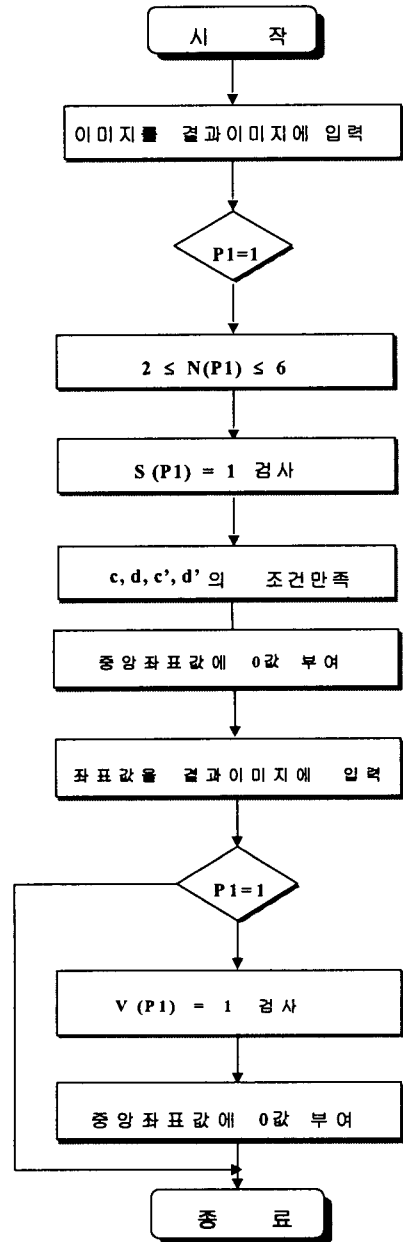 시 작
이미지를 결과이미지에 입력
P1=1
2 ≤ N(P1) ≤ 6
S (P1) = 1 검사
c, d, c’, d’ 의 조건만족
중앙좌표값에 0값 부여
좌표값을 결과이미지에 입력
P1=1
V (P1) = 1 검사
중앙좌표값에 0값 부여
종 료